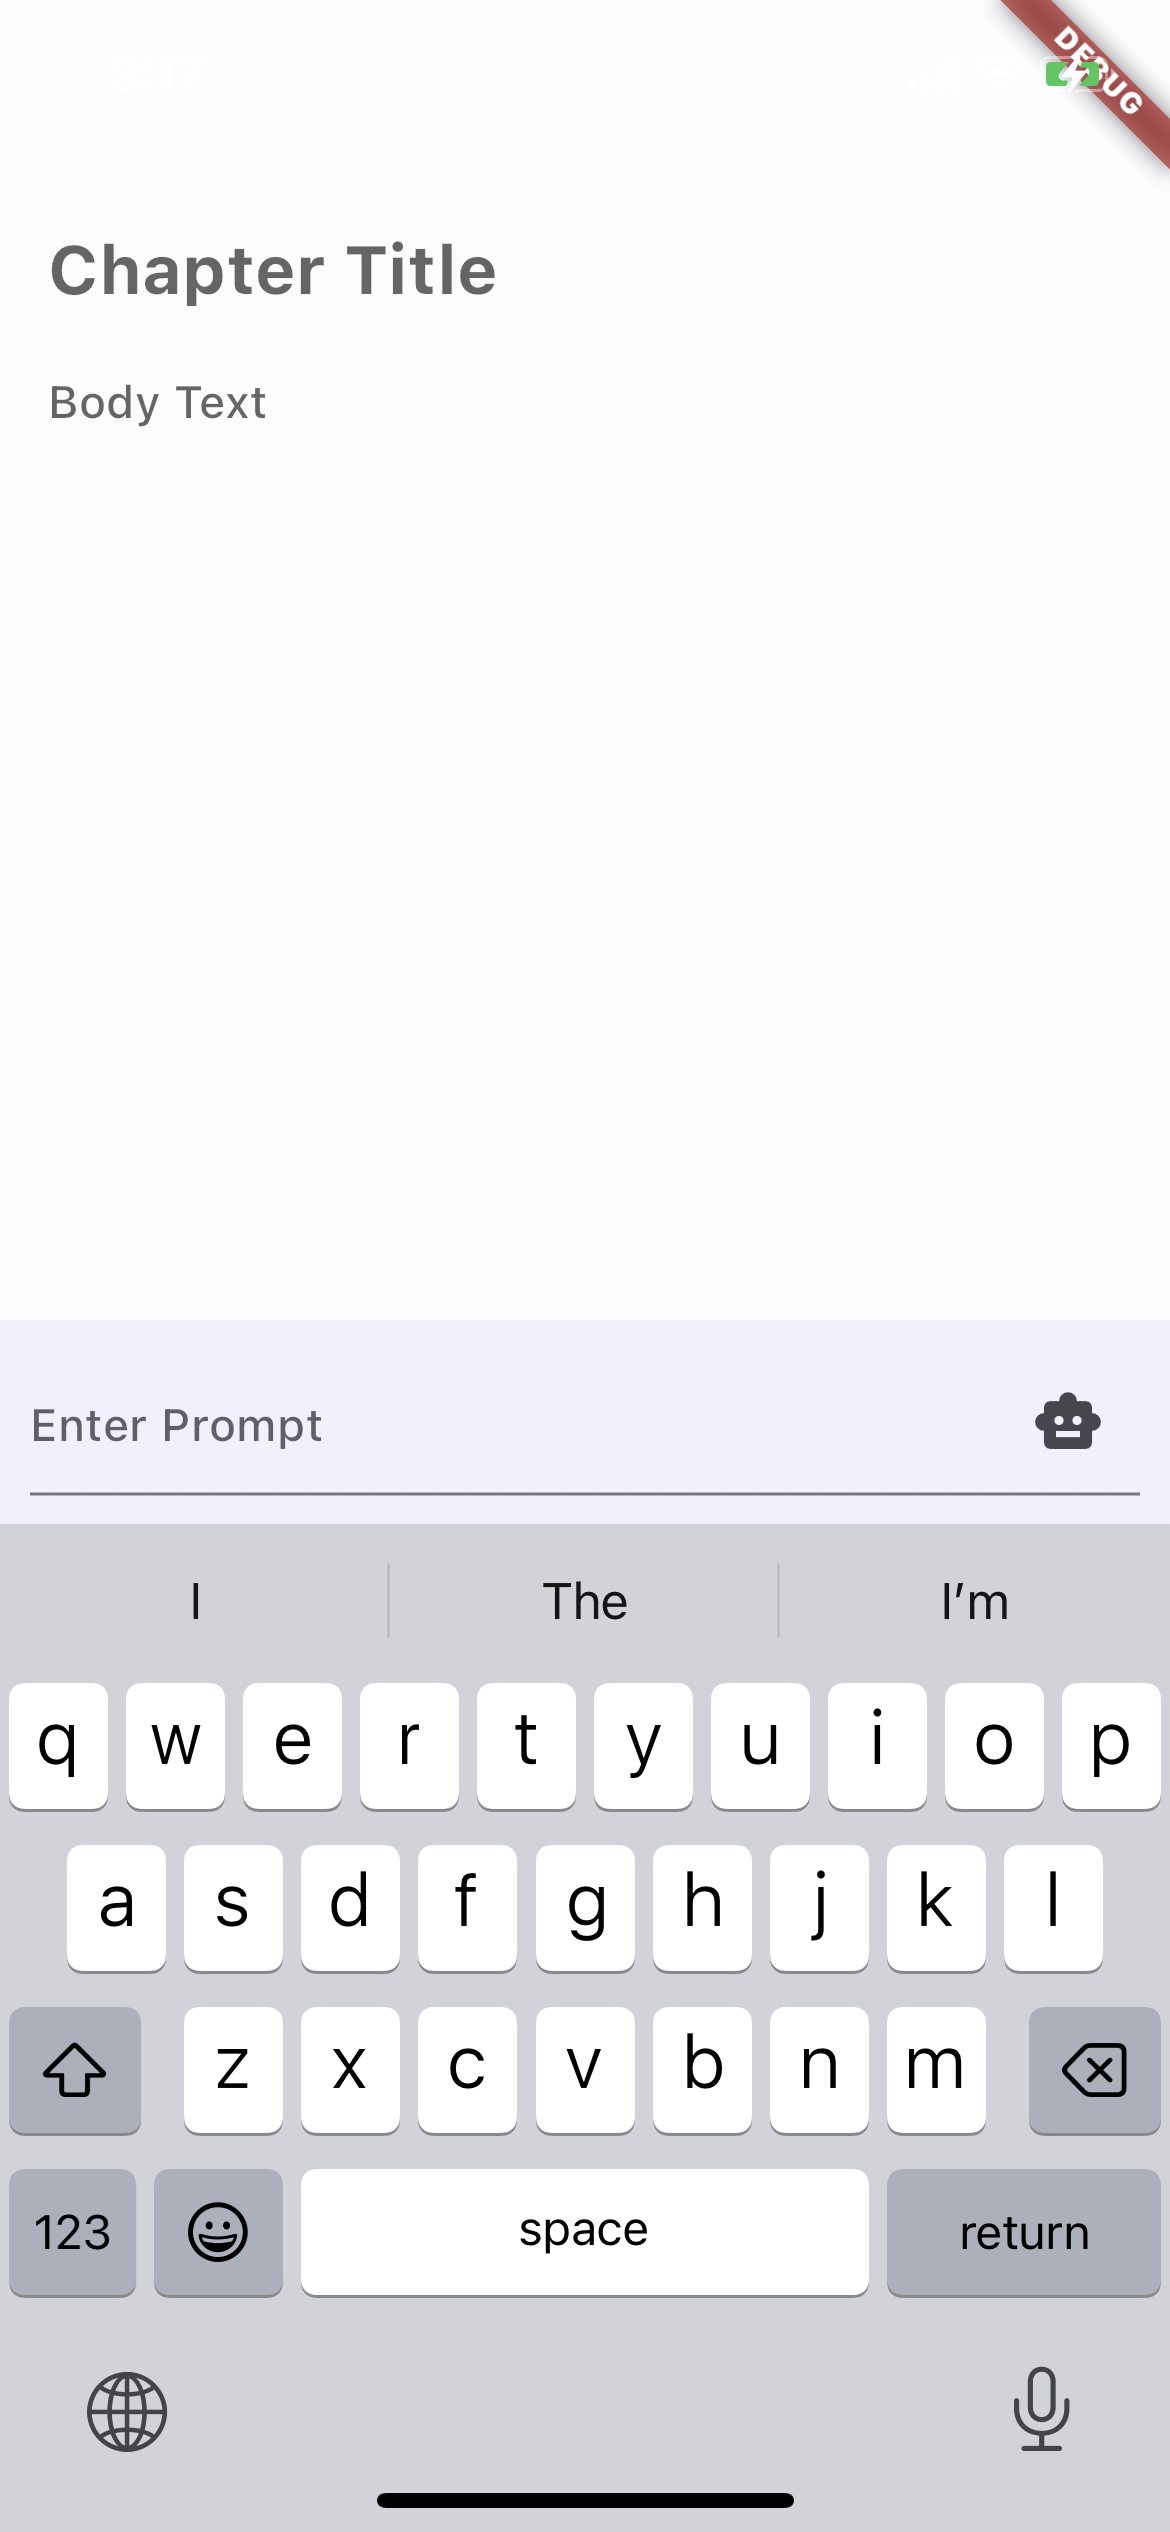 3:17
DEBUG
Chapter Title
Body Text
Enter Prompt
I The I'm
q w e r t y u i o p
a s d f g h j k l
z x c v b n m
123 space return